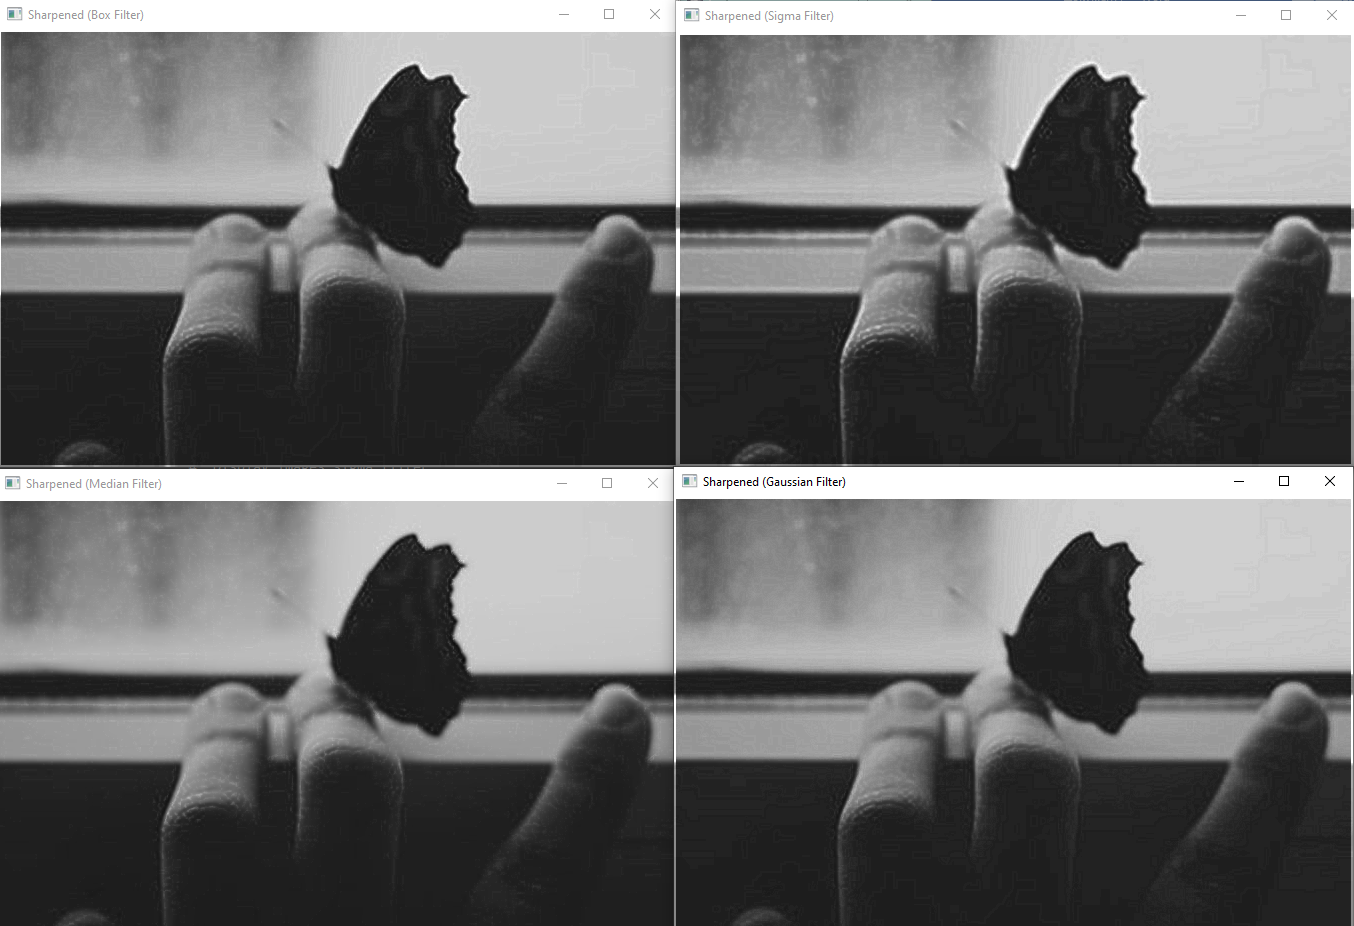 Sharpened (Box Filter)
Sharpened (Sigma Filter)
Sharpened (Median Filter)
Sharpened (Gaussian Filter)